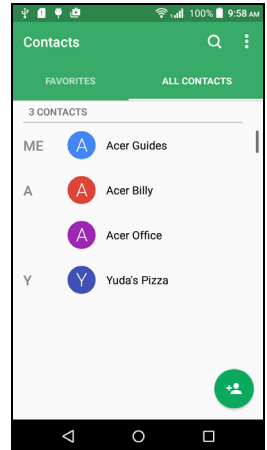 100% 9:58 AM
Contacts
FAVORITES ALL CONTACTS
3 CONTACTS
ME A Acer Guides
A A Acer Billy
A Acer Office
Y Y Yuda's Pizza